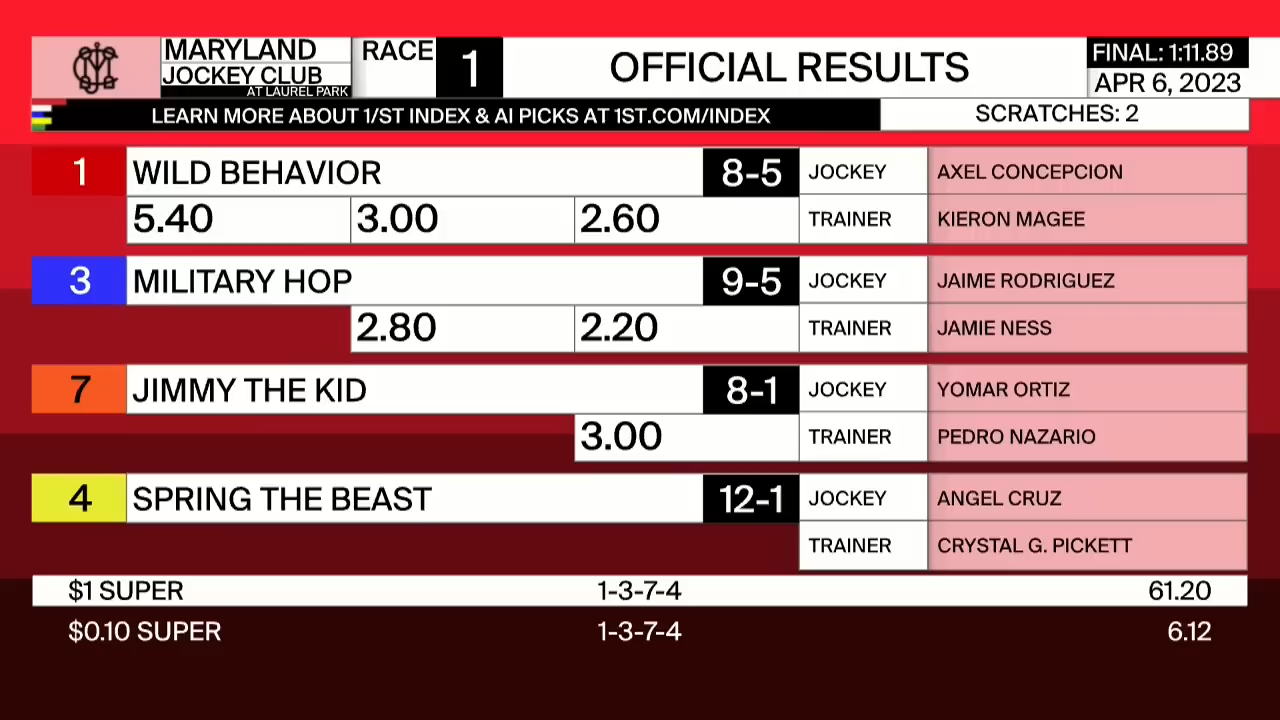 MARYLAND
JOCKEY CLUB
AT LAUREL PARK
RACE 1
OFFICIAL RESULTS
FINAL: 1:11.89
APR 6, 2023
LEARN MORE ABOUT 1/ST INDEX & AI PICKS AT 1ST.COM/INDEX
SCRATCHES: 2
1 WILD BEHAVIOR 8-5 JOCKEY AXEL CONCEPCION
5.40 3.00 2.60 TRAINER KIERON MAGEE
3 MILITARY HOP 9-5 JOCKEY JAIME RODRIGUEZ
2.80 2.20 TRAINER JAMIE NESS
7 JIMMY THE KID 8-1 JOCKEY YOMAR ORTIZ
3.00 TRAINER PEDRO NAZARIO
4 SPRING THE BEAST 12-1 JOCKEY ANGEL CRUZ
TRAINER CRYSTAL G. PICKETT
$1 SUPER 1-3-7-4 61.20
$0.10 SUPER 1-3-7-4 6.12